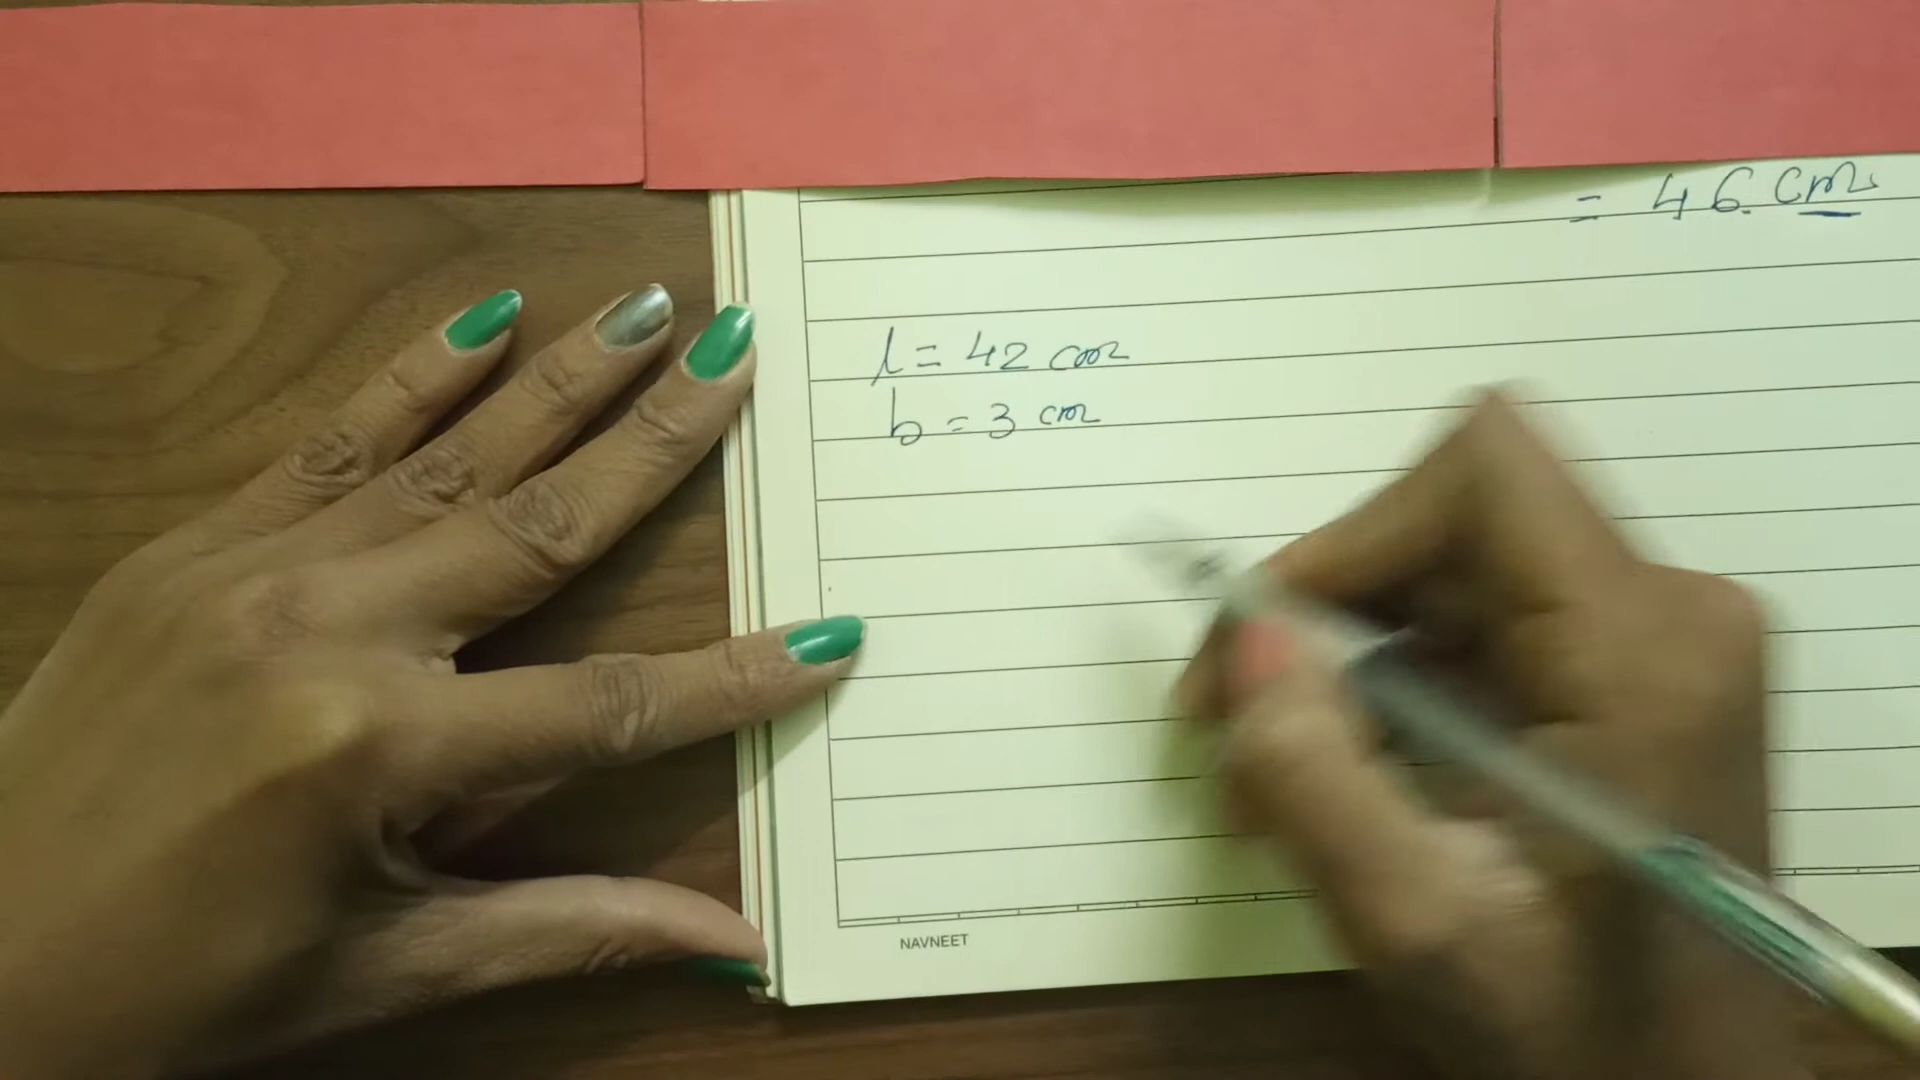 = 46 cm
l = 42 cm
b = 3 cm
NAVNEET